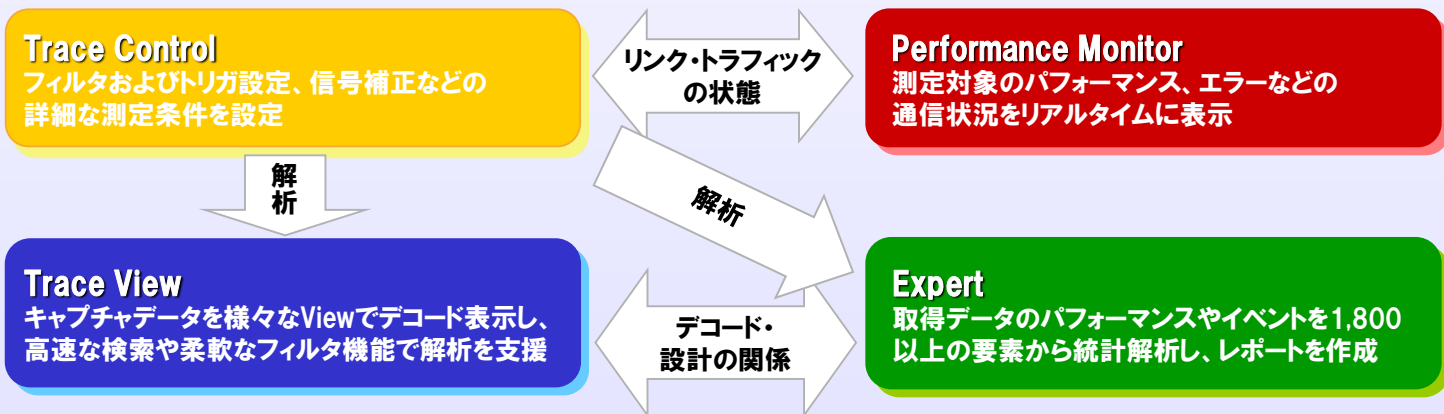 Trace Control
フィルタおよびトリガ設定、信号補正などの
詳細な測定条件を設定
リンク・トラフィック
の状態
Performance Monitor
測定対象のパフォーマンス、エラーなどの
通信状況をリアルタイムに表示
解
析
解析
Trace View
キャプチャデータを様々なViewでデコード表示し、
高速な検索や柔軟なフィルタ機能で解析を支援
デコード・
設計の関係
Expert
取得データのパフォーマンスやイベントを1,800
以上の要素から統計解析し、レポートを作成